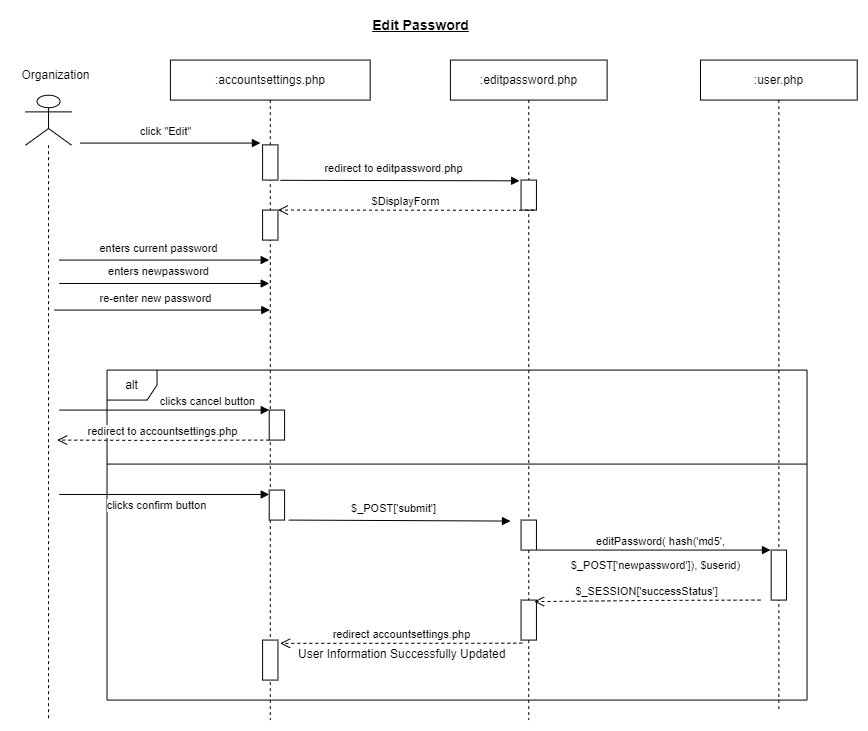 Edit Password
Organization
:accountsettings.php
:editpassword.php
:user.php
click "Edit"
redirect to editpassword.php
$DisplayForm
enters current password
enters newpassword
re-enter new password
alt
clicks cancel button
redirect to accountsettings.php
clicks confirm button
$_POST['submit']
editPassword( hash('md5',
$_POST['newpassword']), $userid)
$_SESSION['successStatus']
redirect accountsettings.php
User Information Successfully Updated